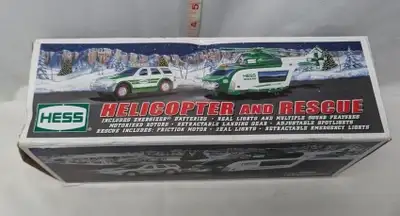 HESS
HESS
HELICOPTER AND RESCUE
INCLUDES ENERGIZER® BATTERIES • REAL LIGHTS AND MULTIPLE SOUND FEATURES
MOTORIZED ROTORS • RETRACTABLE LANDING GEAR • ADJUSTABLE SPOTLIGHTS
RESCUE INCLUDES: FRICTION MOTOR • REAL LIGHTS • RETRACTABLE EMERGENCY LIGHTS